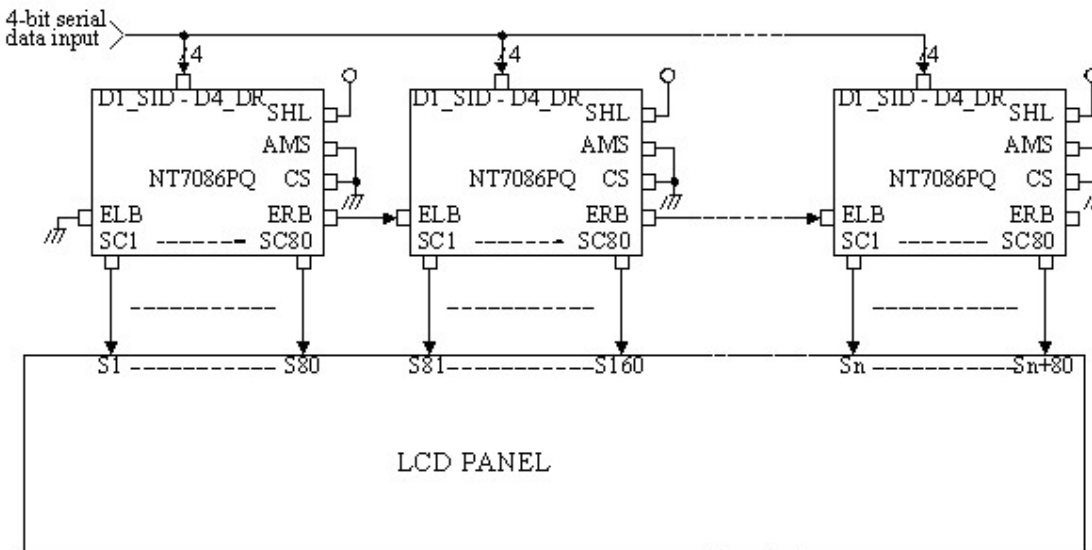 4-bit serial
data input
4 4 4
D1_SID - D4_DR D1_SID - D4_DR D1_SID - D4_DR
SHL SHL SHL
AMS AMS AMS
NT7086PQ CS NT7086PQ CS NT7086PQ CS
ELB ERB ELB ERB ELB ERB
SC1 SC80 SC1 SC80 SC1 SC80
S1 S80 S81 S160 Sn Sn+80
LCD PANEL